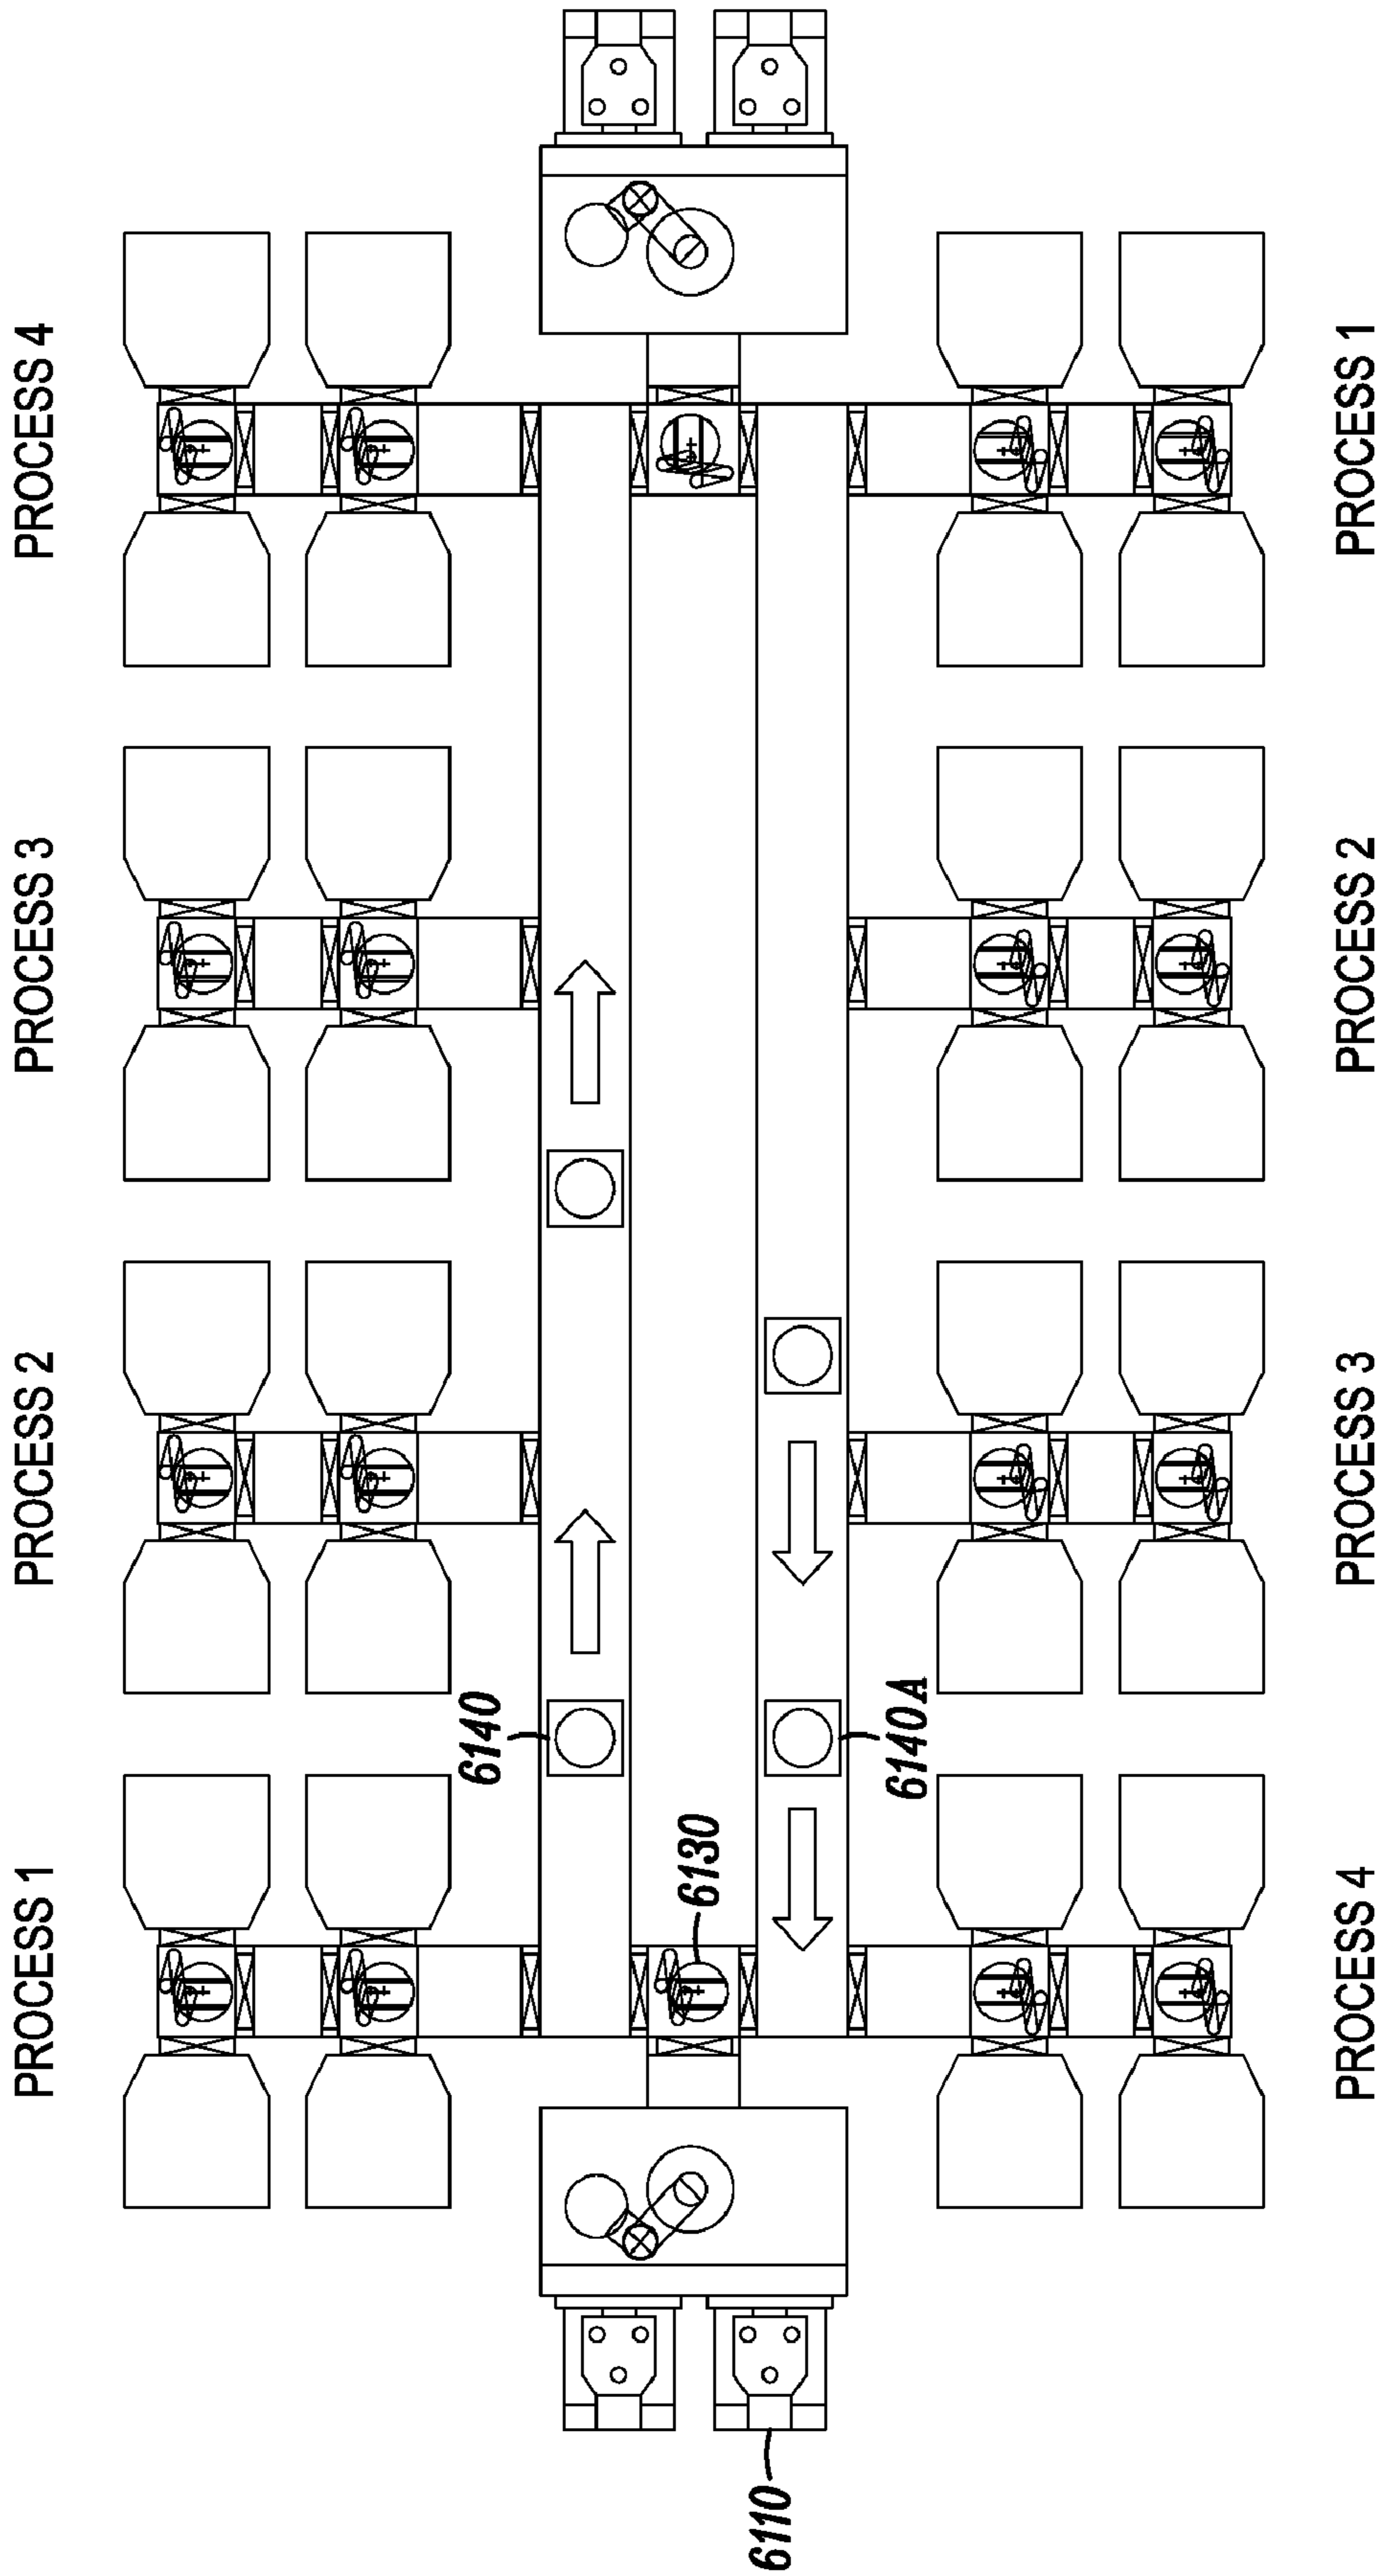 PROCESS 1
PROCESS 2
PROCESS 3
PROCESS 4
6140
6130
6140A
6110
PROCESS 4
PROCESS 3
PROCESS 2
PROCESS 1